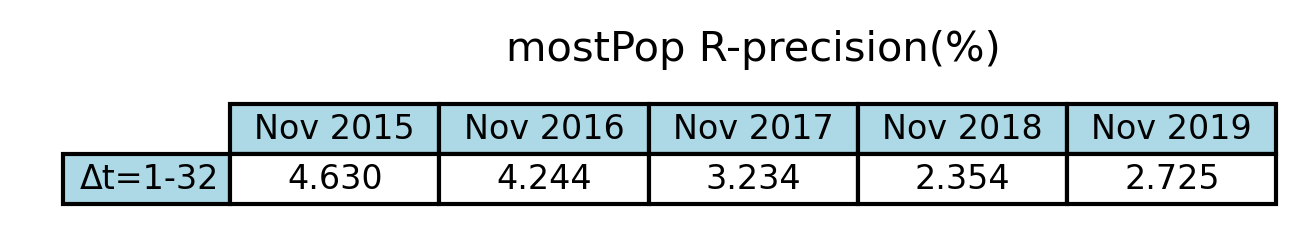 mostPop R-precision(%)
Nov 2015 Nov 2016 Nov 2017 Nov 2018 Nov 2019
Δt=1-32 4.630 4.244 3.234 2.354 2.725